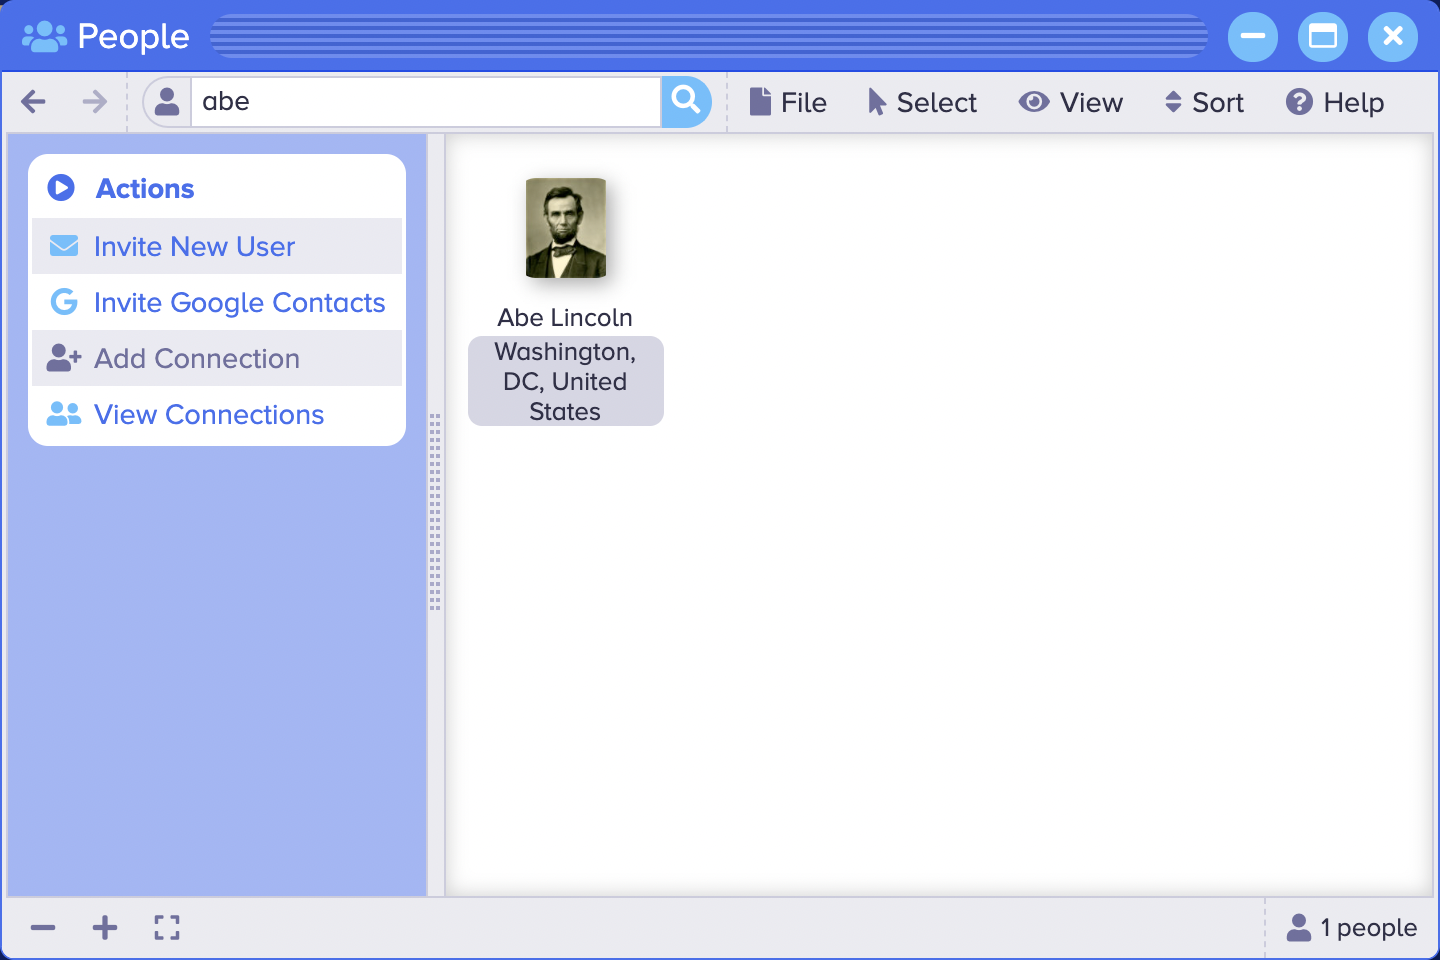 People
abe
File
Select
View
Sort
Help
Actions
Invite New User
Invite Google Contacts
Add Connection
View Connections
Abe Lincoln
Washington,
DC, United
States
1 people